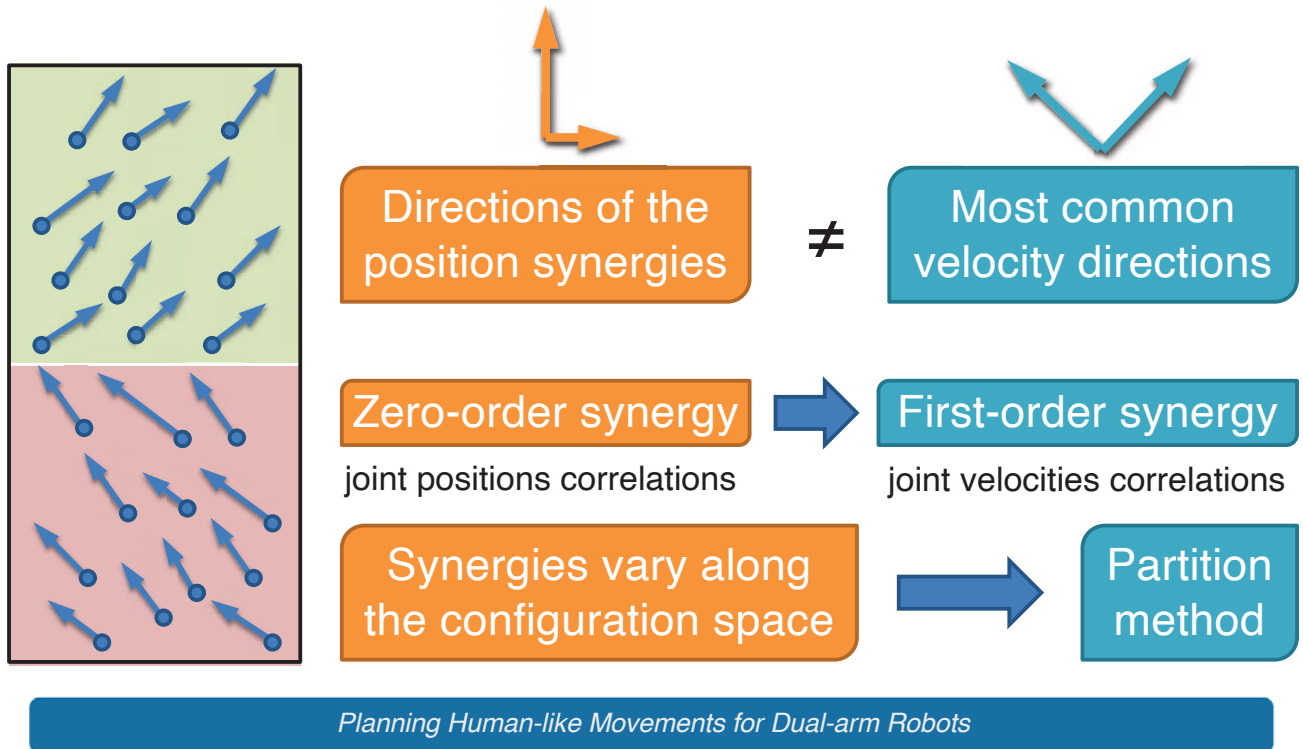 Directions of the
position synergies
≠
Most common
velocity directions
Zero-order synergy
First-order synergy
joint positions correlations
joint velocities correlations
Synergies vary along
the configuration space
Partition
method
Planning Human-like Movements for Dual-arm Robots